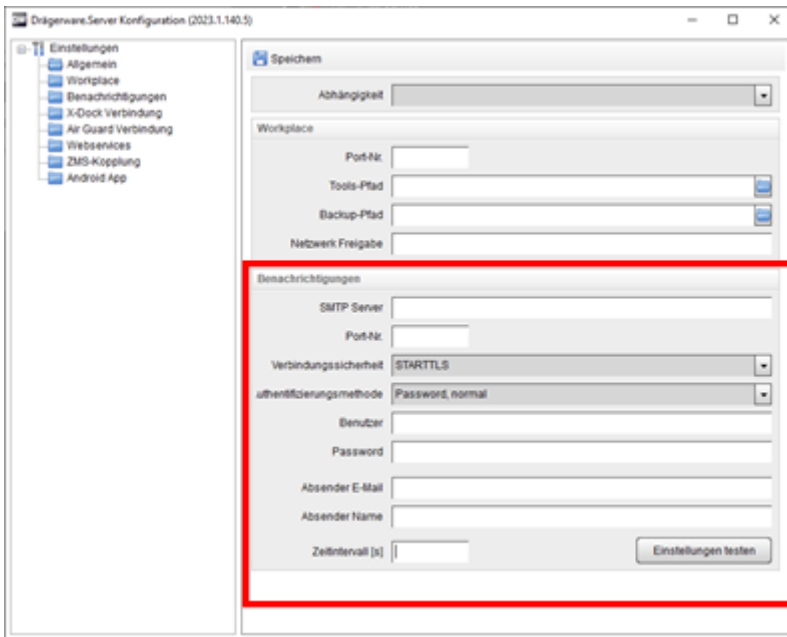 Drägerware.Server Konfiguration (2023.1.140.5)
Einstellungen
Allgemein
Workplace
Benachrichtigungen
X-Dock Verbindung
Air Guard Verbindung
Webservices
ZMS-Kopplung
Android App
Speichern
Abhängigkeit
Workplace
Port-Nr.
Tools-Pfad
Backup-Pfad
Netzwerk Freigabe
Benachrichtigungen
SMTP Server
Port-Nr.
Verbindungssicherheit STARTTLS
uthentifizierungsmethode Password, normal
Benutzer
Password
Absender E-Mail
Absender Name
Zeitintervall [s]
Einstellungen testen